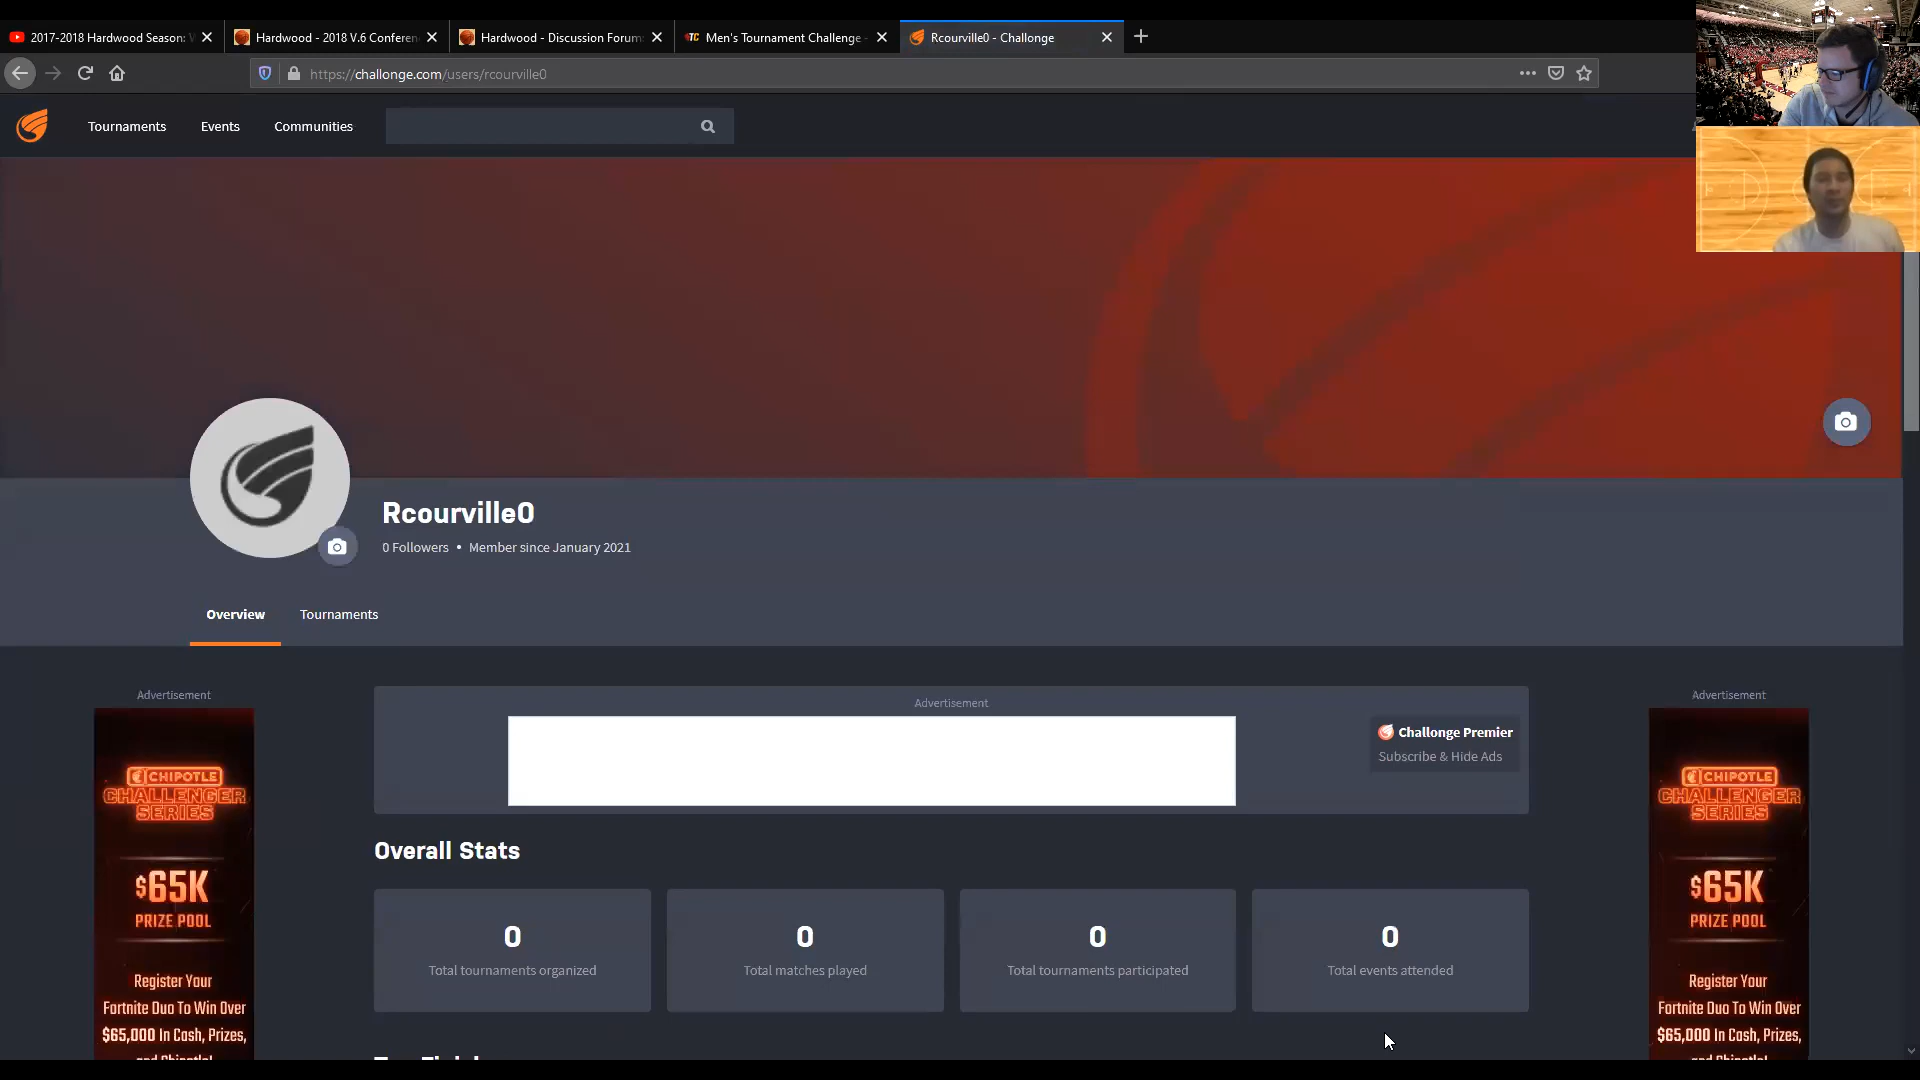 2017-2018 Hardwood Season:
Hardwood - 2018 V.6 Conferen
Hardwood - Discussion Forum
TC Men's Tournament Challenge -
Rcourville0 - Challonge
https://challonge.com/users/rcourville0
Tournaments
Events
Communities
Rcourville0
0 Followers • Member since January 2021
Overview
Tournaments
Advertisement
Advertisement
Advertisement
Challonge Premier
Subscribe & Hide Ads
CHIPOTLE
CHALLENGER
SERIES
$65K
PRIZE POOL
Register Your
Fortnite Duo To Win Over
$65,000 In Cash, Prizes,
and Chipotle!
Overall Stats
0
Total tournaments organized
0
Total matches played
0
Total tournaments participated
0
Total events attended
CHIPOTLE
CHALLENGER
SERIES
$65K
PRIZE POOL
Register Your
Fortnite Duo To Win Over
$65,000 In Cash, Prizes,
and Chipotle!